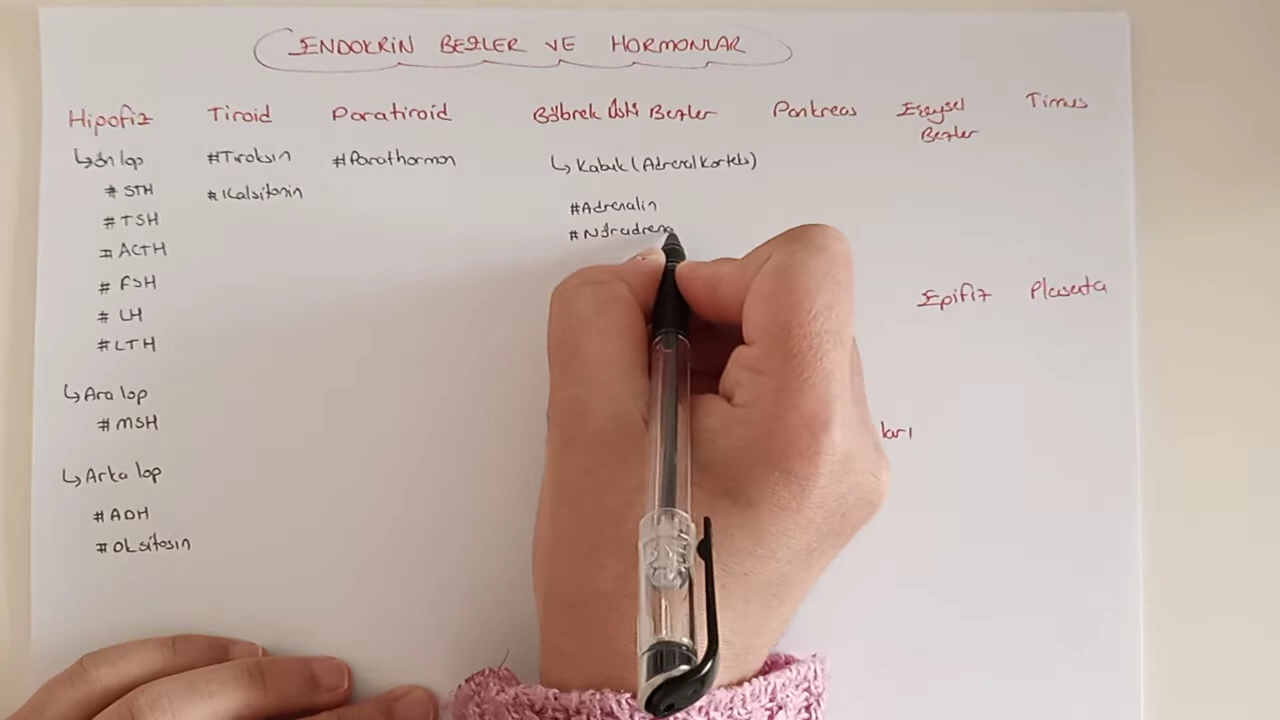 ENDOKRİN BEZLER VE HORMONLAR
Hipofiz
↳Ön lop
#STH
#TSH
#ACTH
#FSH
#LH
#LTH
↳Ara lop
#MSH
↳Arka lop
#ADH
#Oksitosin
Tiroid
#Tiroksin
#Kalsitonin
Paratiroid
#Parathormon
Böbrek Üstü Bezler
↳Kabuk (Adrenal Korteks)
#Adrenalin
#Nöradren
Pankreas
Eşeysel
Bezler
Timus
Epifiz
Plasenta
ları